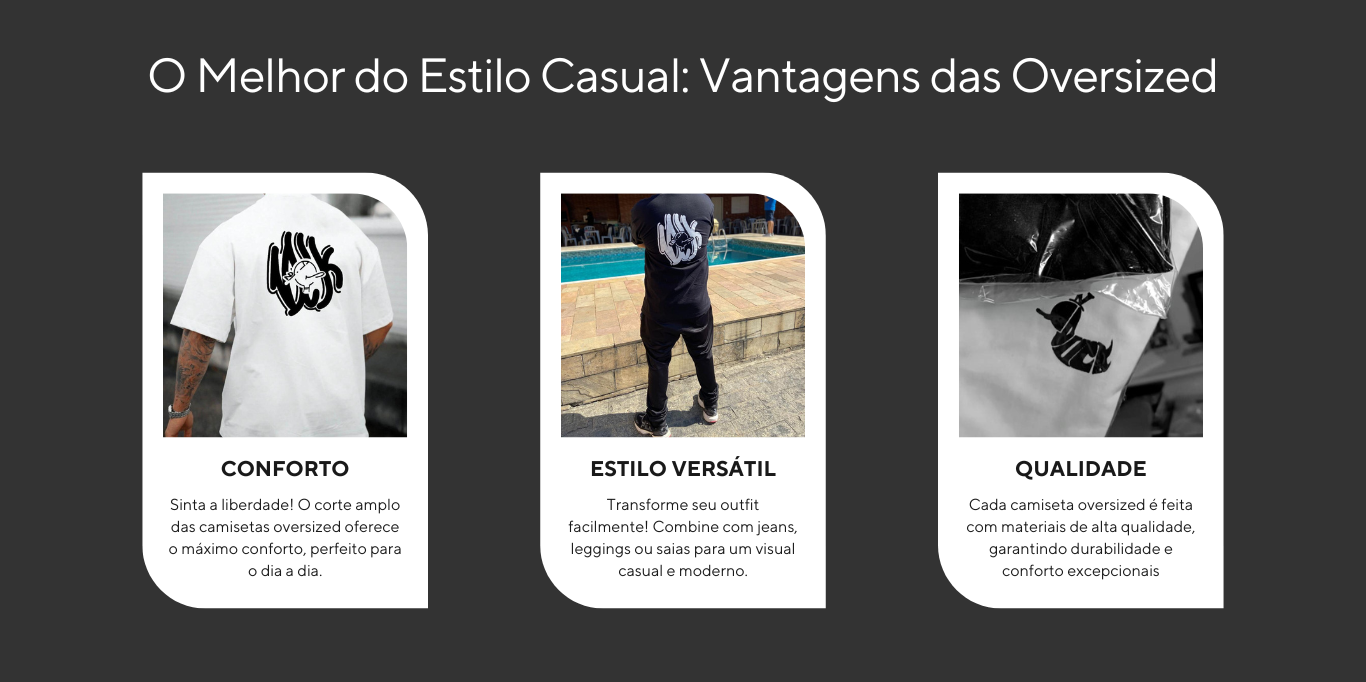 O Melhor do Estilo Casual: Vantagens das Oversized
CONFORTO
Sinta a liberdade! O corte amplo
das camisetas oversized oferece
o máximo conforto, perfeito para
o dia a dia.
ESTILO VERSÁTIL
Transforme seu outfit
facilmente! Combine com jeans,
leggings ou saias para um visual
casual e moderno.
QUALIDADE
Cada camiseta oversized é feita
com materiais de alta qualidade,
garantindo durabilidade e
conforto excepcionais